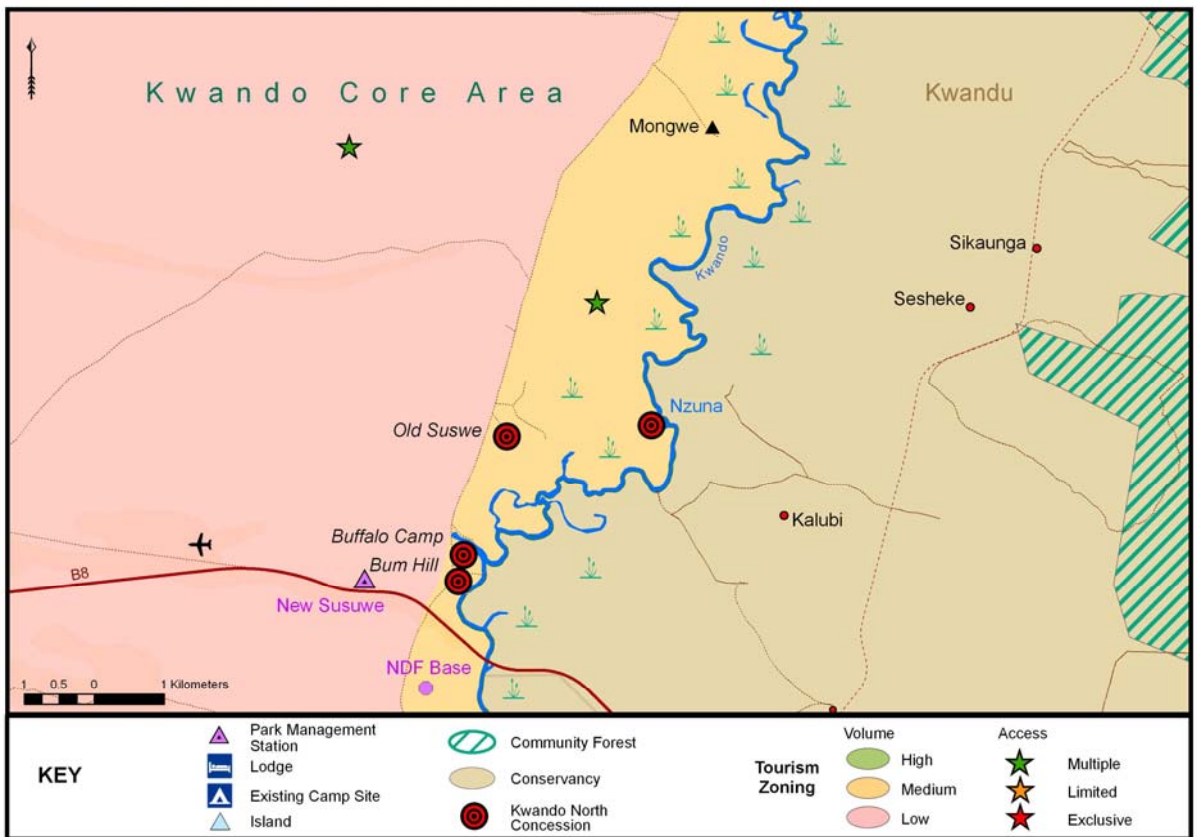 Kwando Core Area
Kwandu
Mongwe
Kwando
Sikaunga
Sesheke
Nzuna
Old Suswe
Kalubi
Buffalo Camp
Bum Hill
B8
New Susuwe
NDF Base
1 0.5 0 1 Kilometers
KEY
Park Management
Station
Lodge
Existing Camp Site
Island
Community Forest
Conservancy
Kwando North
Concession
Tourism
Zoning
Volume
High
Medium
Low
Access
Multiple
Limited
Exclusive